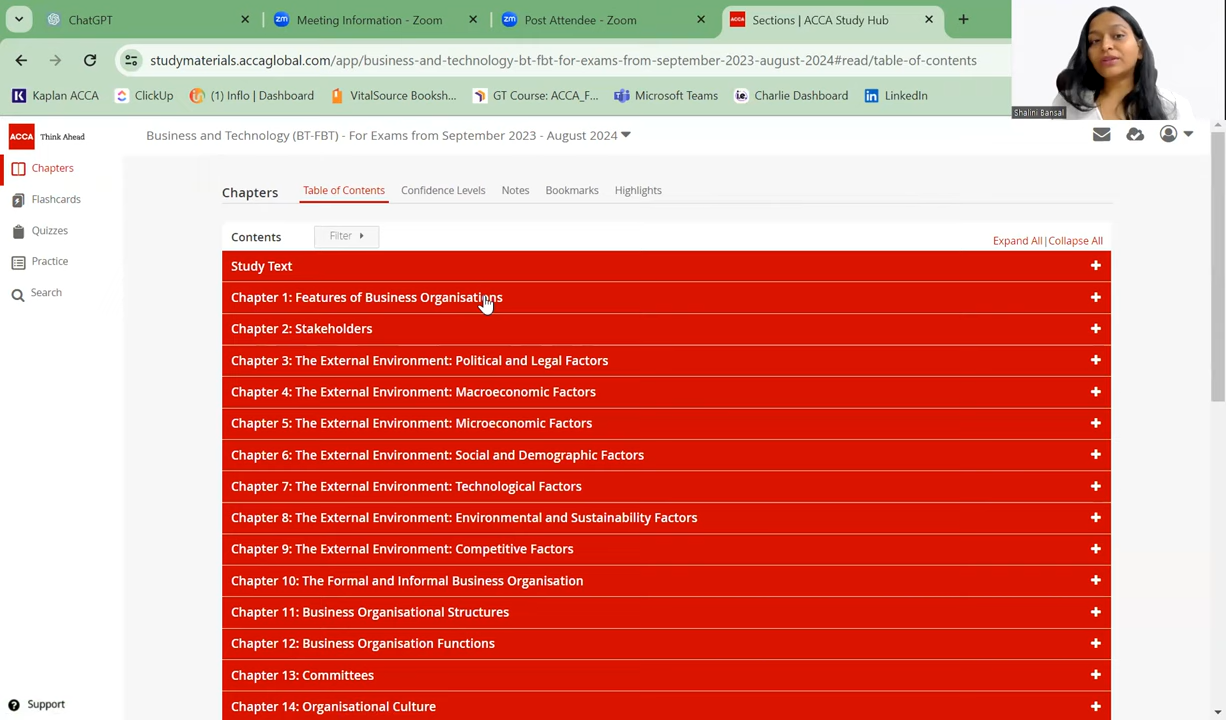 ChatGPT
Meeting Information - Zoom
Post Attendee - Zoom
Sections | ACCA Study Hub
studymaterials.accaglobal.com/app/business-and-technology-bt-fbt-for-exams-from-september-2023-august-2024#read/table-of-contents
Kaplan ACCA
ClickUp
(1) Inflo | Dashboard
VitalSource Booksh...
GT Course: ACCA_F...
Microsoft Teams
Charlie Dashboard
LinkedIn
Shalini Bansal
ACCA Think Ahead
Business and Technology (BT-FBT) - For Exams from September 2023 - August 2024
Chapters
Flashcards
Quizzes
Practice
Search
Support
Chapters
Table of Contents
Confidence Levels
Notes
Bookmarks
Highlights
Contents
Filter
Expand All|Collapse All
Study Text
Chapter 1: Features of Business Organisations
Chapter 2: Stakeholders
Chapter 3: The External Environment: Political and Legal Factors
Chapter 4: The External Environment: Macroeconomic Factors
Chapter 5: The External Environment: Microeconomic Factors
Chapter 6: The External Environment: Social and Demographic Factors
Chapter 7: The External Environment: Technological Factors
Chapter 8: The External Environment: Environmental and Sustainability Factors
Chapter 9: The External Environment: Competitive Factors
Chapter 10: The Formal and Informal Business Organisation
Chapter 11: Business Organisational Structures
Chapter 12: Business Organisation Functions
Chapter 13: Committees
Chapter 14: Organisational Culture